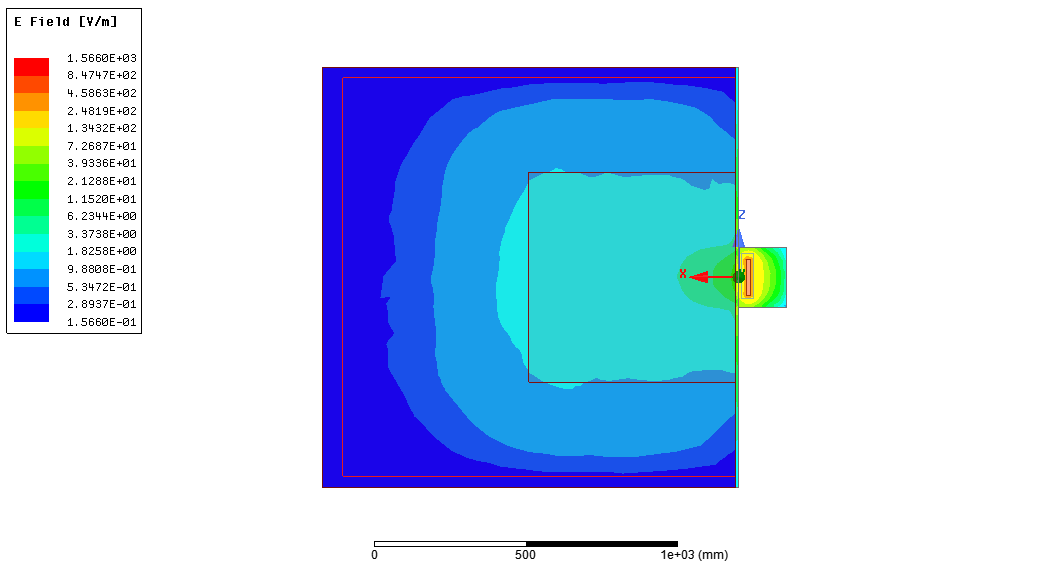 E Field [V/m]
1.5660E+03
8.4747E+02
4.5863E+02
2.4819E+02
1.3432E+02
7.2687E+01
3.9336E+01
2.1288E+01
1.1520E+01
6.2344E+00
3.3738E+00
1.8258E+00
9.8808E-01
5.3472E-01
2.8937E-01
1.5660E-01
Z
X
0 500 1e+03 (mm)